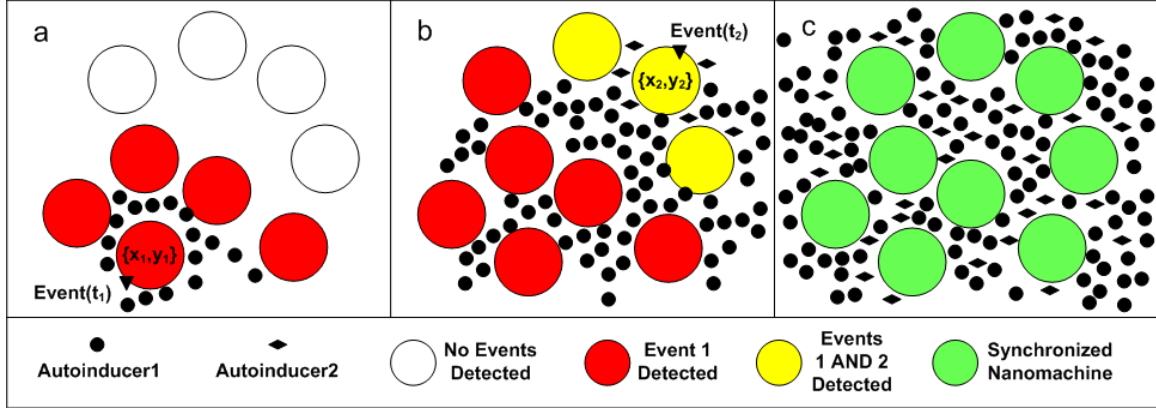 a
{x₁,y₁}
Event(t₁)
b
Event(t₂)
{x₂,y₂}
c
Autoinducer1
Autoinducer2
No Events
Detected
Event 1
Detected
Events
1 AND 2
Detected
Synchronized
Nanomachine